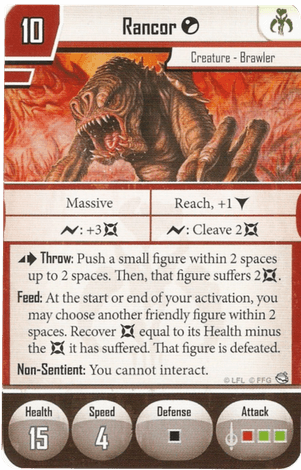 10
Rancor
Creature - Brawler
Massive
Reach, +1
: +3
: Cleave 2
Throw: Push a small figure within 2 spaces
up to 2 spaces. Then, that figure suffers 2 .
Feed: At the start or end of your activation, you
may choose another friendly figure within 2
spaces. Recover  equal to its Health minus
the  it has suffered. That figure is defeated.
Non-Sentient: You cannot interact.
© LFL © FFG
Health
Speed
Defense
Attack
15
4